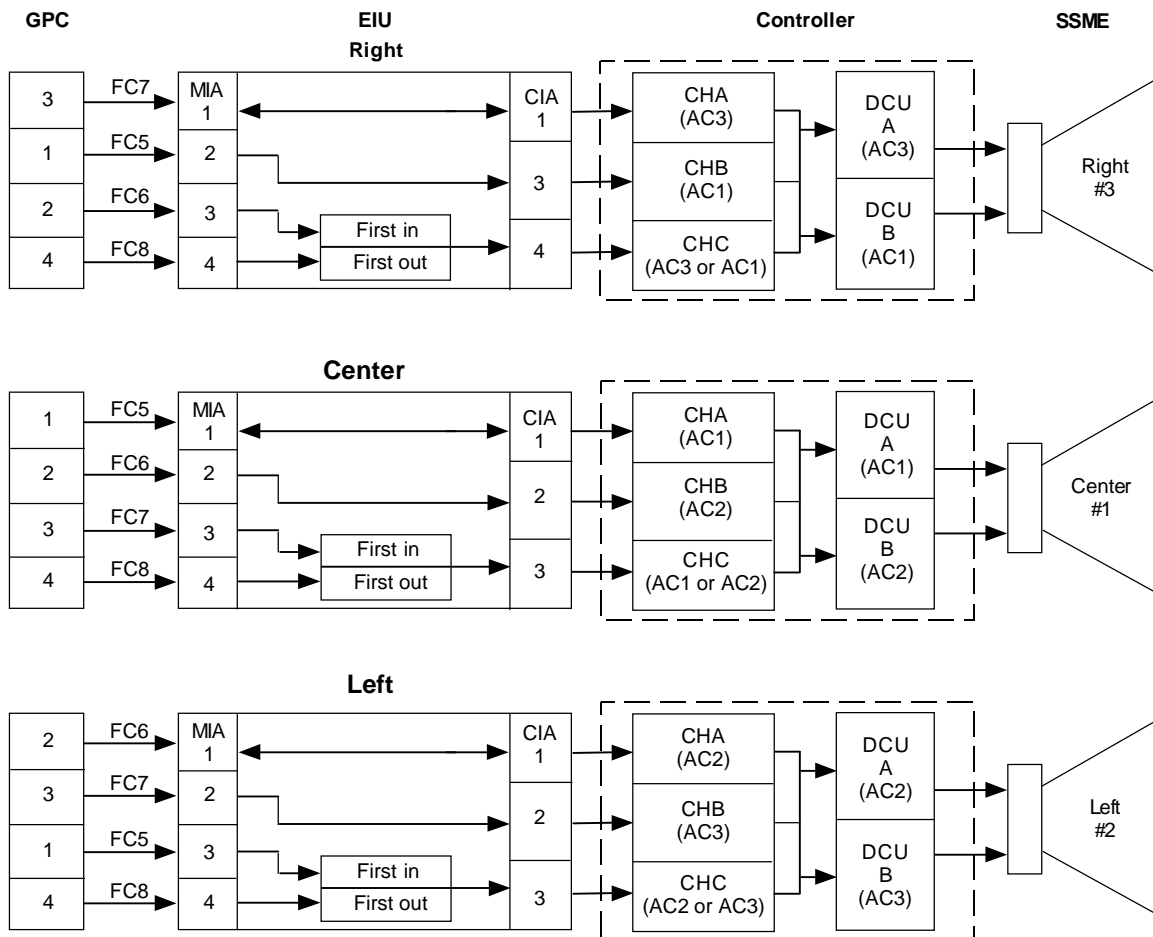 GPC EIU Controller SSME
Right
3
1
2
4
FC7
FC5
FC6
FC8
MIA
1
2
3
4
First in
First out
CIA
1
3
4
CHA
(AC3)
CHB
(AC1)
CHC
(AC3 or AC1)
DCU
A
(AC3)
DCU
B
(AC1)
Right
#3
Center
1
2
3
4
FC5
FC6
FC7
FC8
MIA
1
2
3
4
First in
First out
CIA
1
2
3
CHA
(AC1)
CHB
(AC2)
CHC
(AC1 or AC2)
DCU
A
(AC1)
DCU
B
(AC2)
Center
#1
Left
2
3
1
4
FC6
FC7
FC5
FC8
MIA
1
2
3
4
First in
First out
CIA
1
2
3
CHA
(AC2)
CHB
(AC3)
CHC
(AC2 or AC3)
DCU
A
(AC2)
DCU
B
(AC3)
Left
#2